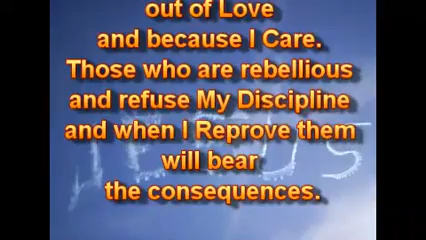 out of Love
and because I Care.
Those who are rebellious
and refuse My Discipline
and when I Reprove them
will bear
the consequences.
JESUS